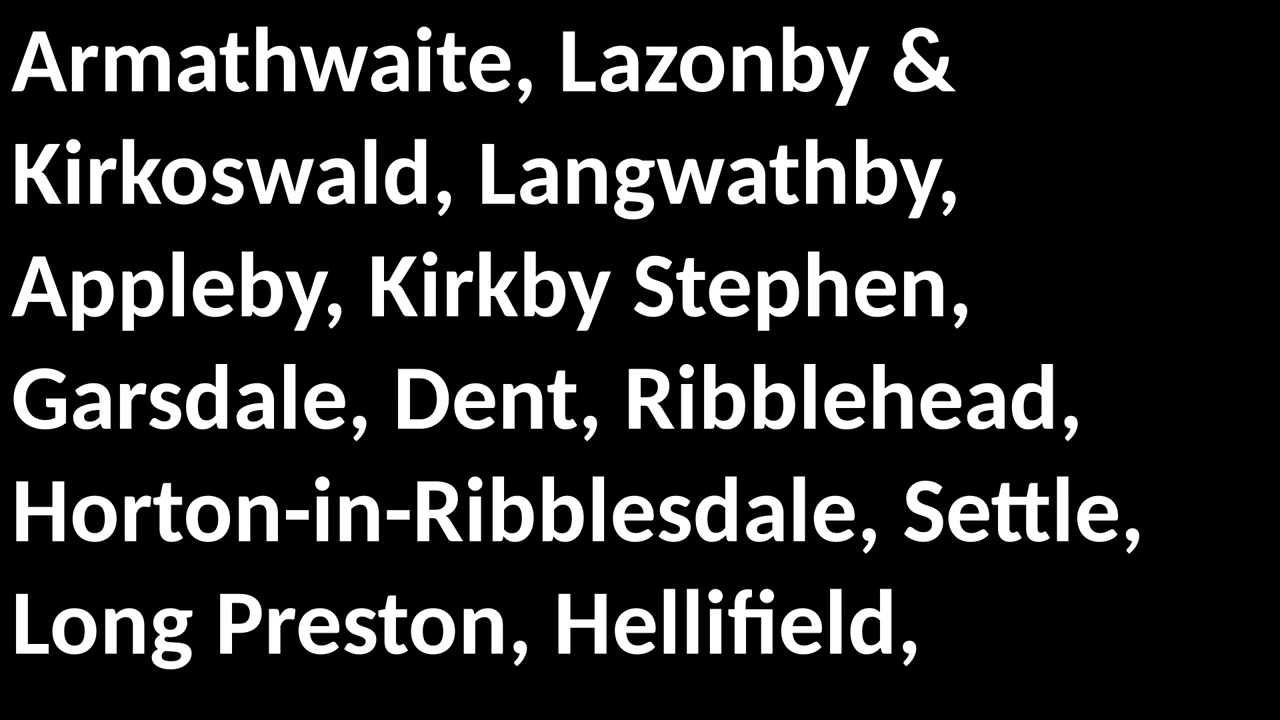 Armathwaite, Lazonby &
Kirkoswald, Langwathby,
Appleby, Kirkby Stephen,
Garsdale, Dent, Ribblehead,
Horton-in-Ribblesdale, Settle,
Long Preston, Hellifield,